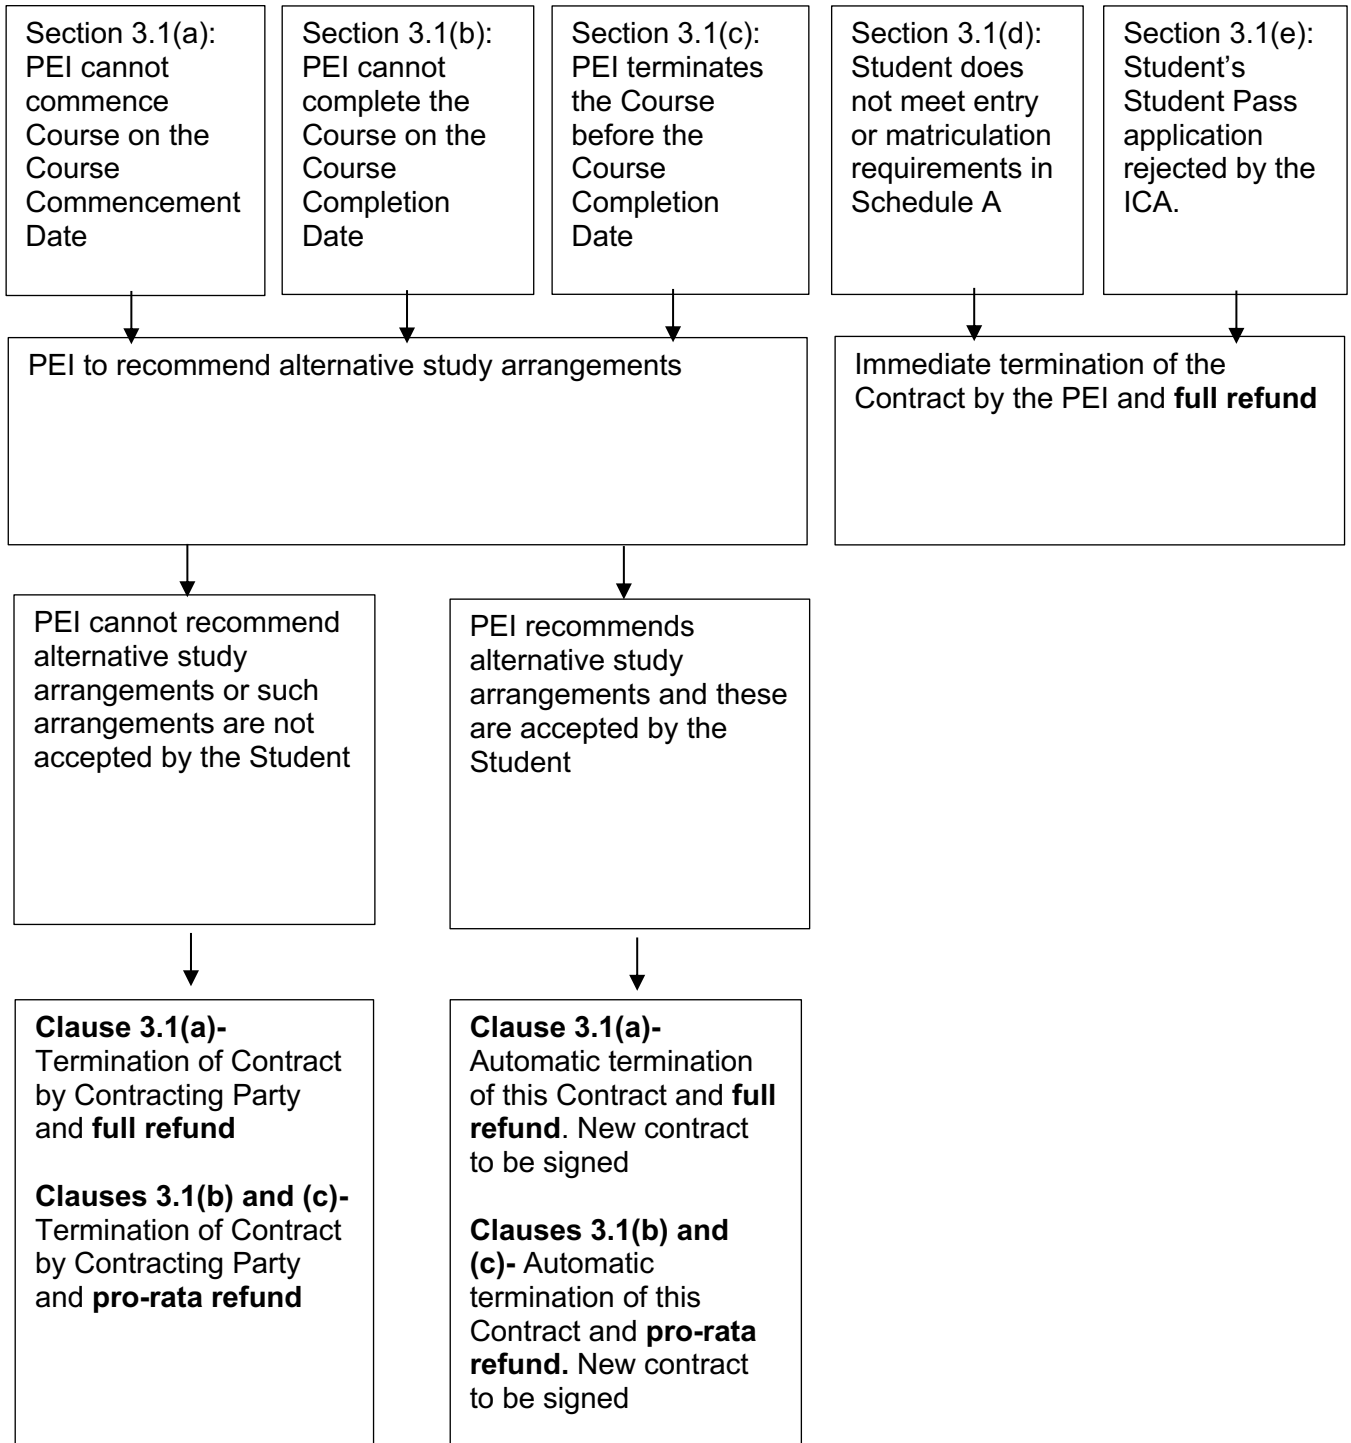 Section 3.1(a):
PEI cannot
commence
Course on the
Course
Commencement
Date
Section 3.1(b):
PEI cannot
complete the
Course on the
Course
Completion
Date
Section 3.1(c):
PEI terminates
the Course
before the
Course
Completion
Date
Section 3.1(d):
Student does
not meet entry
or matriculation
requirements in
Schedule A
Section 3.1(e):
Student’s
Student Pass
application
rejected by the
ICA.
PEI to recommend alternative study arrangements
Immediate termination of the
Contract by the PEI and full refund
PEI cannot recommend
alternative study
arrangements or such
arrangements are not
accepted by the Student
PEI recommends
alternative study
arrangements and these
are accepted by the
Student
Clause 3.1(a)-
Termination of Contract
by Contracting Party
and full refund
Clauses 3.1(b) and (c)-
Termination of Contract
by Contracting Party
and pro-rata refund
Clause 3.1(a)-
Automatic termination
of this Contract and full
refund. New contract
to be signed
Clauses 3.1(b) and
(c)- Automatic
termination of this
Contract and pro-rata
refund. New contract
to be signed